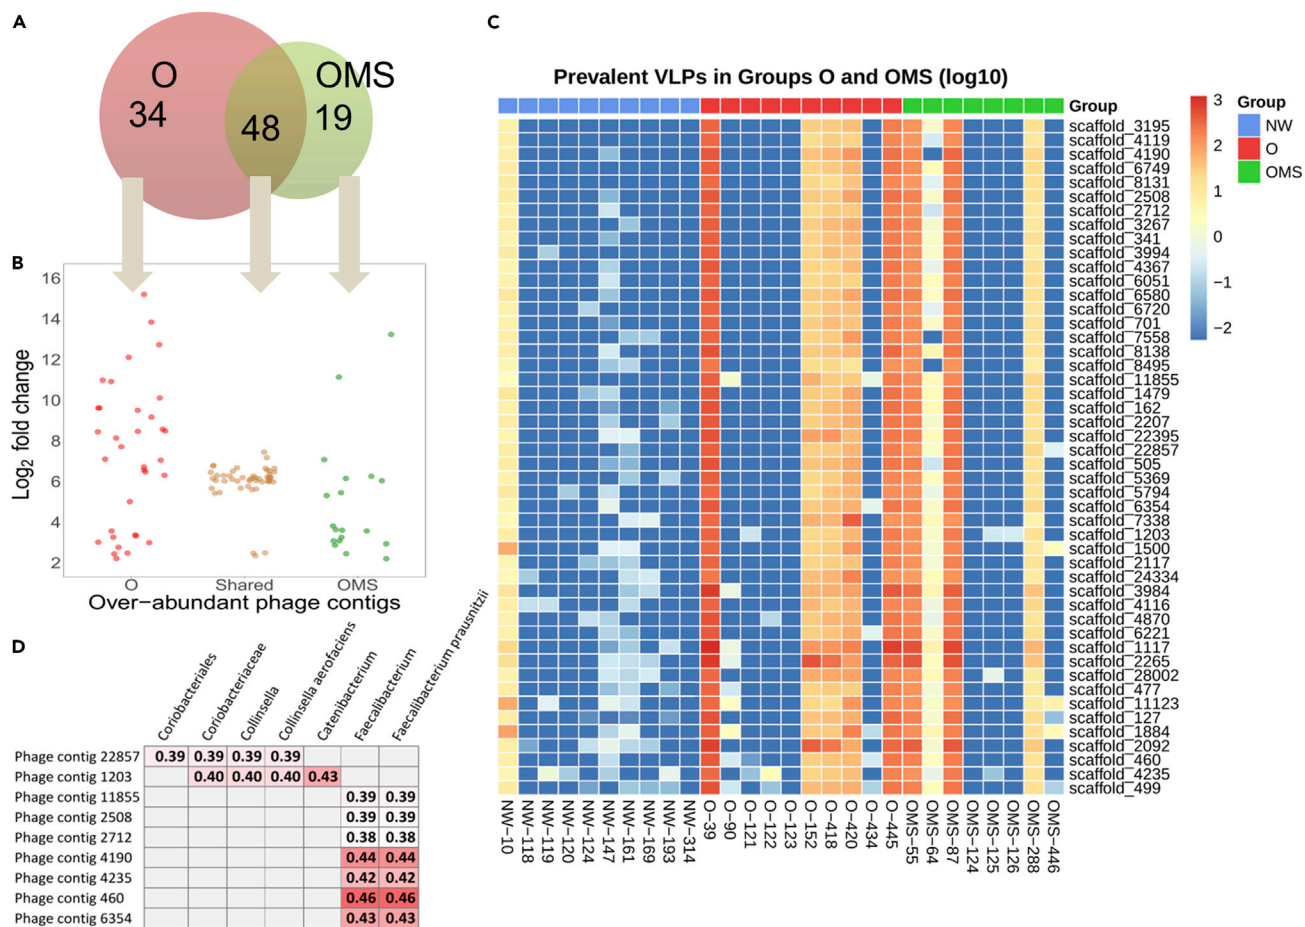 A
O
34
48
OMS
19
B
16
14
12
10
8
6
4
2
Log2 fold change
O
Shared
OMS
Over−abundant phage contigs
C
Prevalent VLPs in Groups O and OMS (log10)
Group
scaffold_3195
scaffold_4119
scaffold_4190
scaffold_6749
scaffold_8131
scaffold_2508
scaffold_2712
scaffold_3267
scaffold_341
scaffold_3994
scaffold_4367
scaffold_6051
scaffold_6580
scaffold_6720
scaffold_701
scaffold_7558
scaffold_8138
scaffold_8495
scaffold_11855
scaffold_1479
scaffold_162
scaffold_2207
scaffold_22395
scaffold_22857
scaffold_505
scaffold_5369
scaffold_5794
scaffold_6354
scaffold_7338
scaffold_1203
scaffold_1500
scaffold_2117
scaffold_24334
scaffold_3984
scaffold_4116
scaffold_4870
scaffold_6221
scaffold_1117
scaffold_2265
scaffold_28002
scaffold_477
scaffold_11123
scaffold_127
scaffold_1884
scaffold_2092
scaffold_460
scaffold_4235
scaffold_499
NW−10
NW−118
NW−119
NW−120
NW−124
NW−147
NW−161
NW−169
NW−193
NW−314
O−39
O−90
O−121
O−122
O−123
O−152
O−418
O−420
O−434
O−445
OMS−55
OMS−64
OMS−87
OMS−124
OMS−125
OMS−126
OMS−288
OMS−446
3
2
1
0
−1
−2
Group
NW
O
OMS
D
Coriobacteriales
Coriobacteriaceae
Collinsella
Collinsella aerofaciens
Catenibacterium
Faecalibacterium
Faecalibacterium prausnitzii
Phage contig 22857 0.39 0.39 0.39 0.39
Phage contig 1203 0.40 0.40 0.40 0.43
Phage contig 11855 0.39 0.39
Phage contig 2508 0.39 0.39
Phage contig 2712 0.38 0.38
Phage contig 4190 0.44 0.44
Phage contig 4235 0.42 0.42
Phage contig 460 0.46 0.46
Phage contig 6354 0.43 0.43